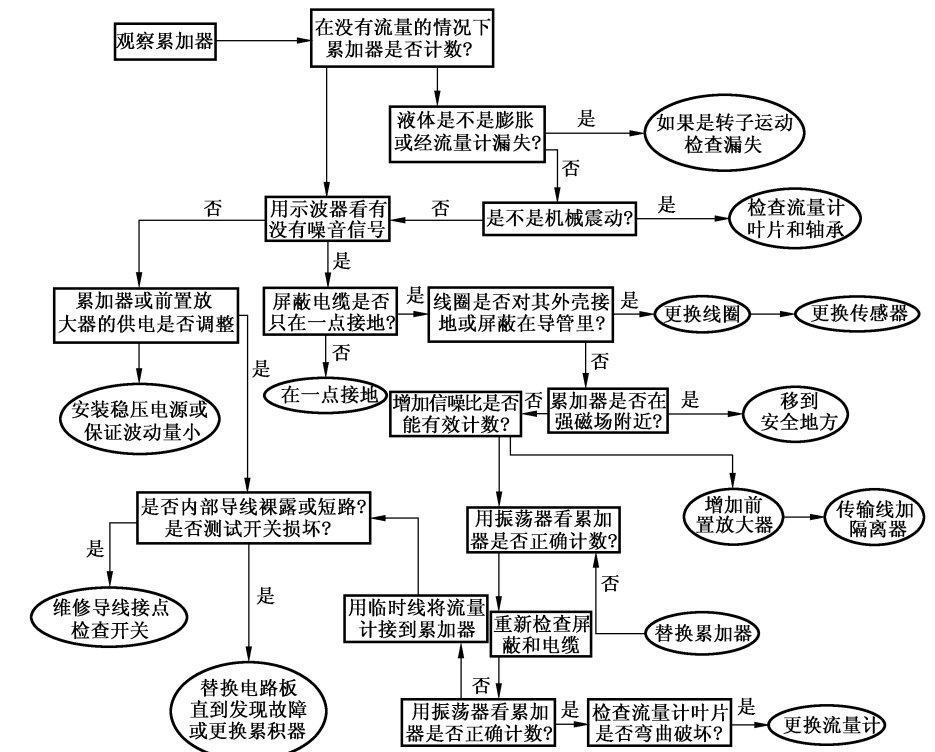 观察累加器
在没有流量的情况下
累加器是否计数?
液体是不是膨胀
或经流量计漏失?
是
如果是转子运动
检查漏失
否
用示波器看有
没有噪音信号
否
否
是不是机械震动?
是
检查流量计
叶片和轴承
是
累加器或前置放
大器的供电是否调整
屏蔽电缆是否
只在一点接地?
是
线圈是否对其外壳接
地或屏蔽在导管里?
是
更换线圈
更换传感器
否
是
否
在一点接地
安装稳压电源或
保证波动量小
增加信噪比是否
能有效计数?
否
累加器是否在
强磁场附近?
是
移到
安全地方
是否内部导线裸露或短路?
是否测试开关损坏?
用振荡器看累加
器是否正确计数?
增加前
置放大器
传输线加
隔离器
是
是
否
维修导线接点
检查开关
用临时线将流量
计接到累加器
重新检查屏
蔽和电缆
替换累加器
替换电路板
直到发现故障
或更换累积器
否
用振荡器看累加
器是否正确计数?
是
检查流量计叶片
是否弯曲破坏?
是
更换流量计